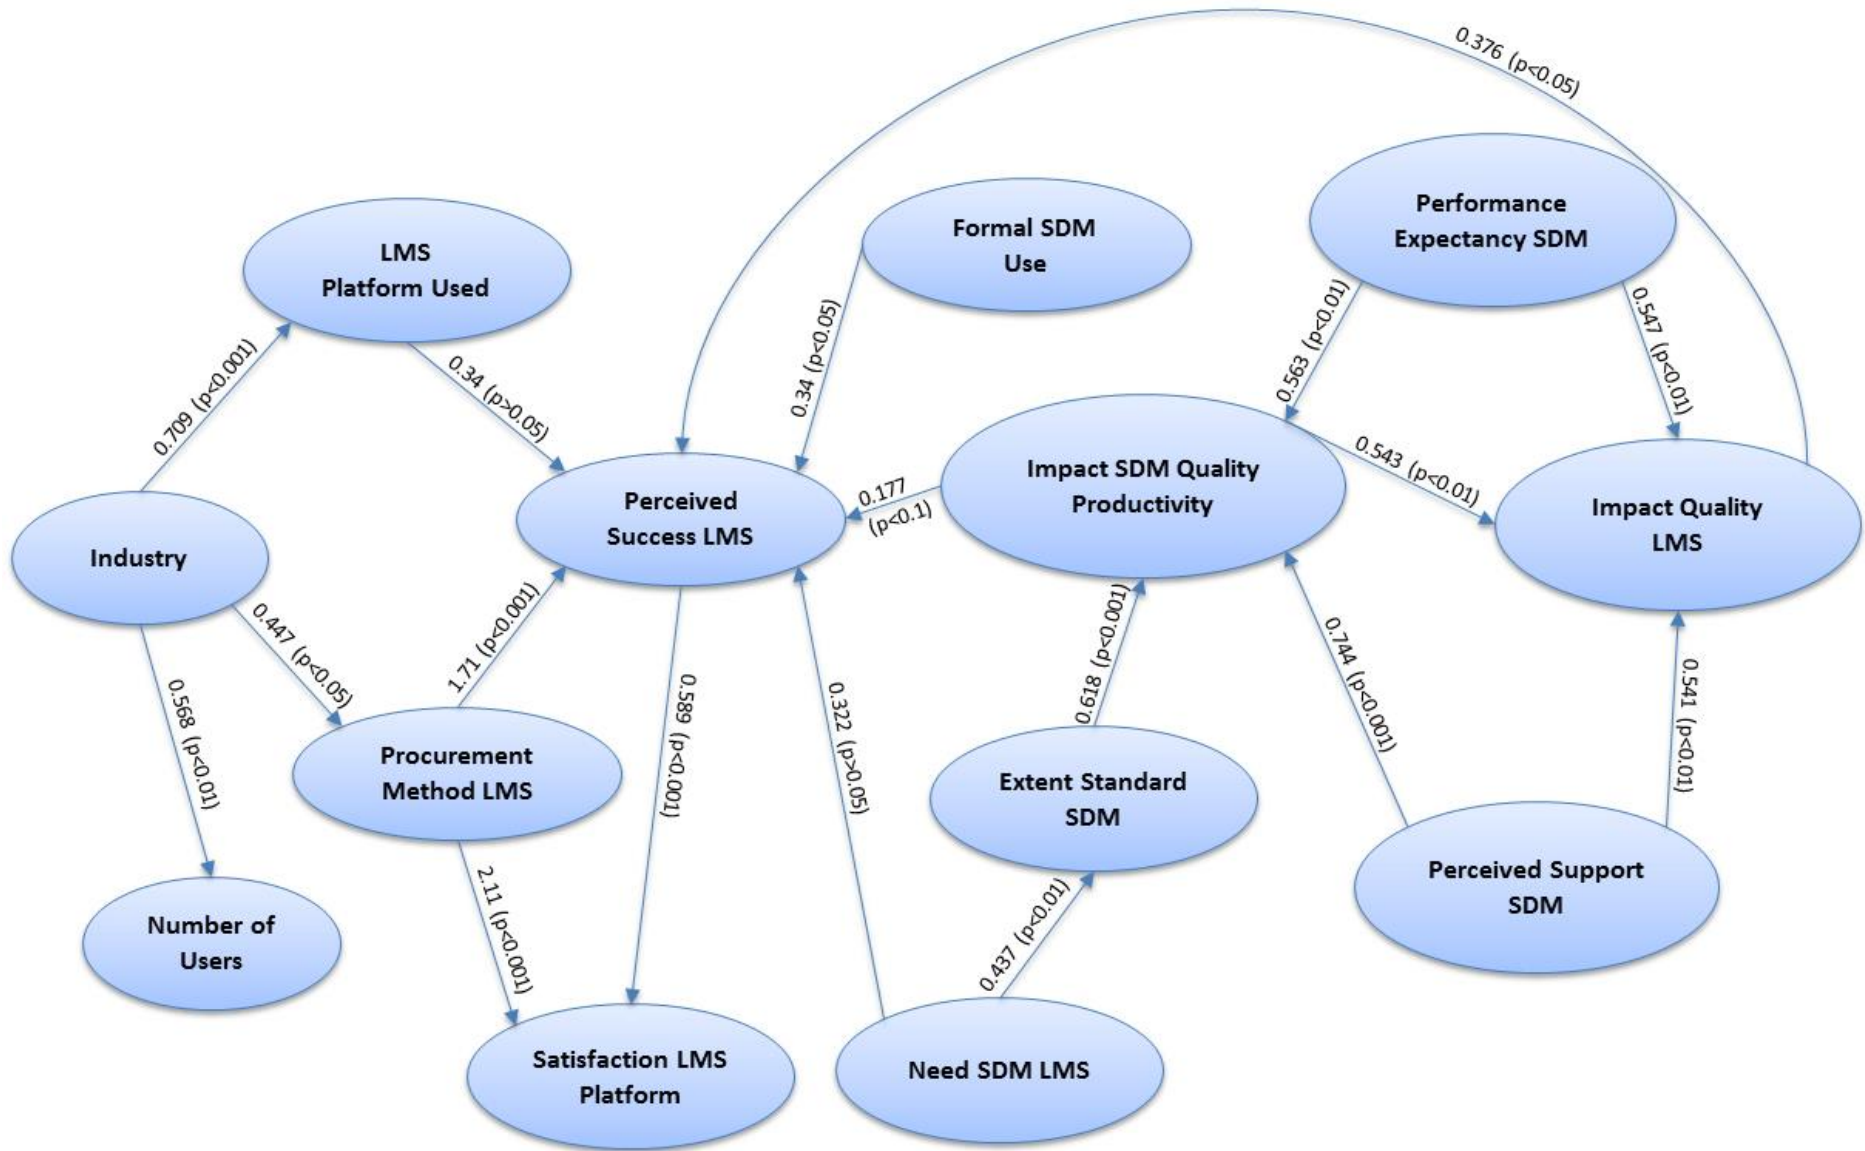 0.376 (p<0.05)
Performance
Expectancy SDM
Formal SDM
Use
LMS
Platform Used
0.709 (p<0.001)
0.34 (p>0.05)
0.34 (p<0.05)
0.563 (p<0.01)
0.547 (p<0.01)
Impact SDM Quality
Productivity
0.543 (p<0.01)
Impact Quality
LMS
Perceived
Success LMS
0.177
(p<0.1)
Industry
0.447 (p<0.05)
1.71 (p<0.001)
0.568 (p<0.01)
0.589 (p<0.001)
0.322 (p>0.05)
0.618 (p<0.001)
0.744 (p<0.001)
0.541 (p<0.01)
Procurement
Method LMS
Extent Standard
SDM
Perceived Support
SDM
Number of
Users
2.11 (p<0.001)
0.437 (p<0.01)
Satisfaction LMS
Platform
Need SDM LMS